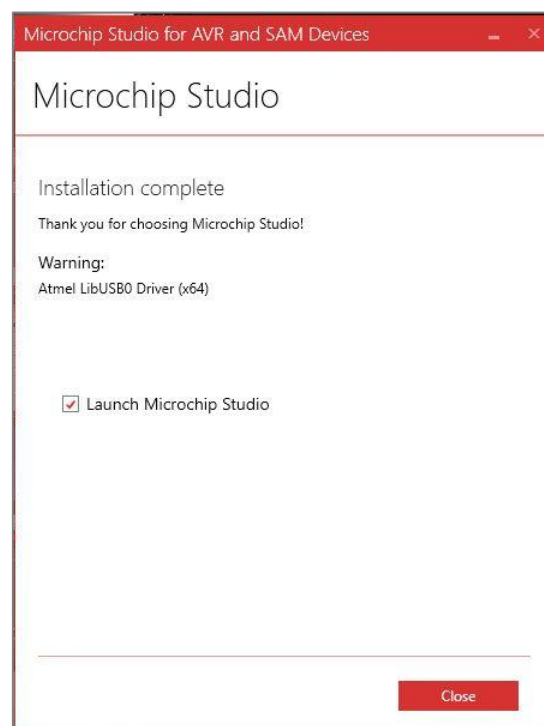 Microchip Studio for AVR and SAM Devices
Microchip Studio
Installation complete
Thank you for choosing Microchip Studio!
Warning:
Atmel LibUSB0 Driver (x64)
Launch Microchip Studio
Close